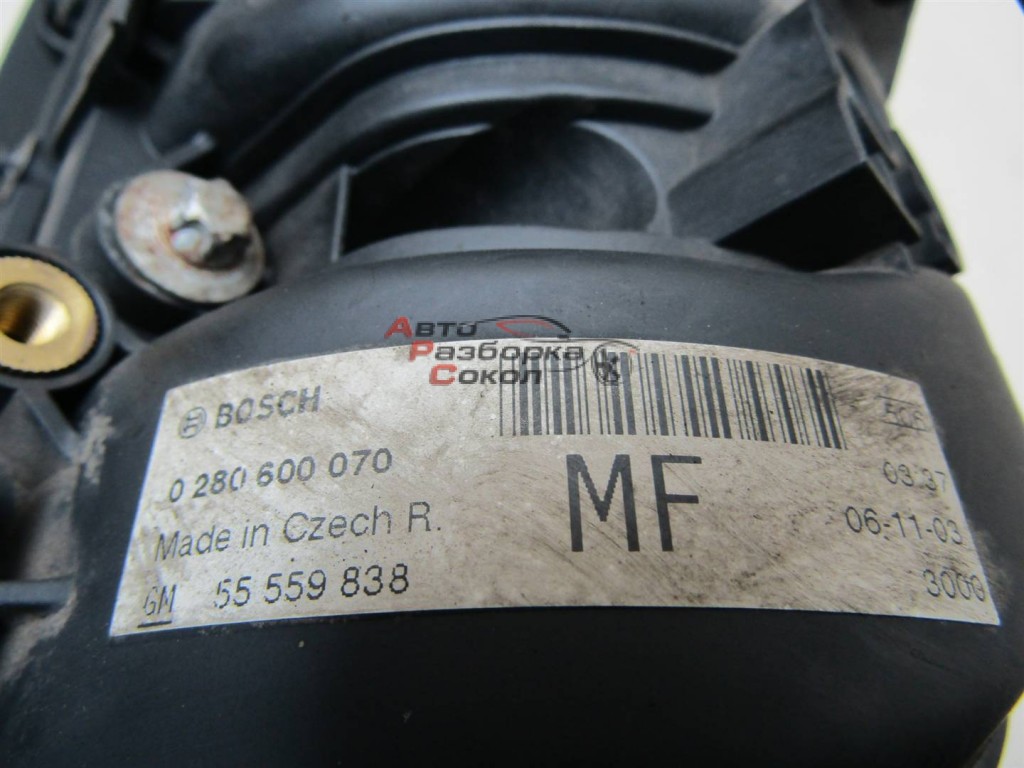 Авто
Разборка
Сокол
BOSCH
0 280 600 070
MF
03.37
Made in Czech R.
06-11-03
GM 55 559 838
3000